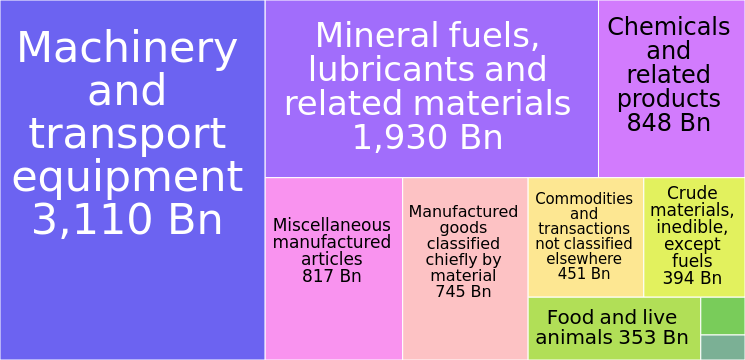 Machinery
and
transport
equipment
3,110 Bn
Mineral fuels,
lubricants and
related materials
1,930 Bn
Chemicals
and
related
products
848 Bn
Miscellaneous
manufactured
articles
817 Bn
Manufactured
goods
classified
chiefly by
material
745 Bn
Commodities
and
transactions
not classified
elsewhere
451 Bn
Crude
materials,
inedible,
except
fuels
394 Bn
Food and live
animals 353 Bn